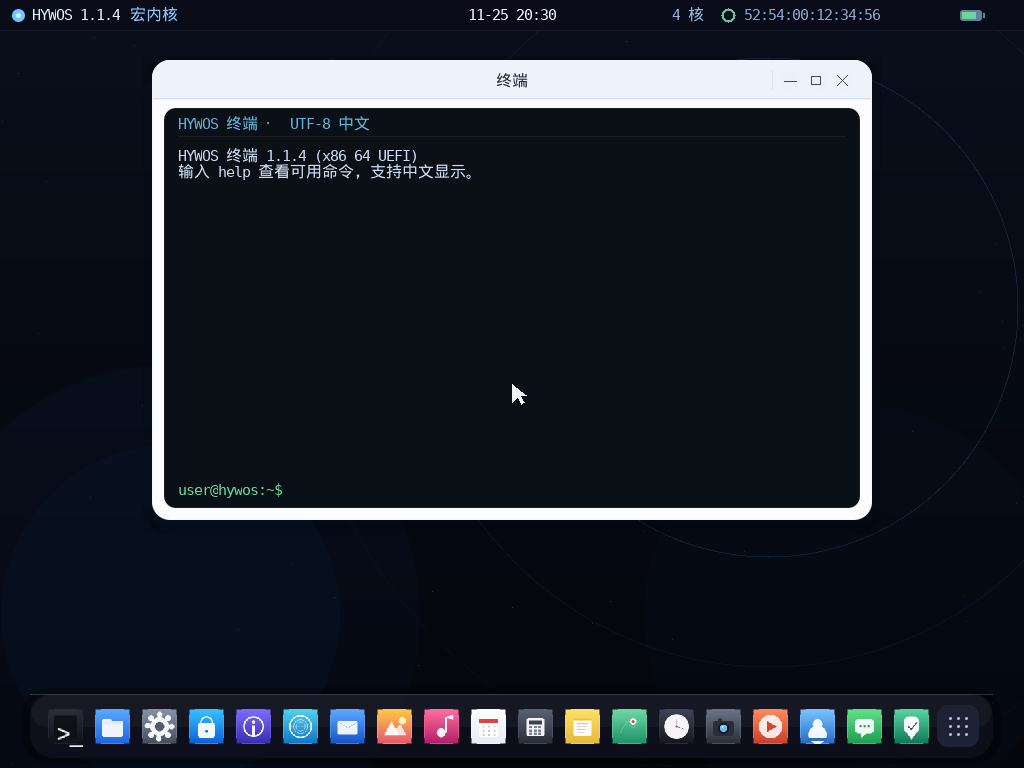 HYWOS 1.1.4 宏内核
11-25 20:30
4 核
52:54:00:12:34:56
终端
HYWOS 终端 · UTF-8 中文
HYWOS 终端 1.1.4 (x86 64 UEFI)
输入 help 查看可用命令, 支持中文显示。
user@hywos:~$
>_